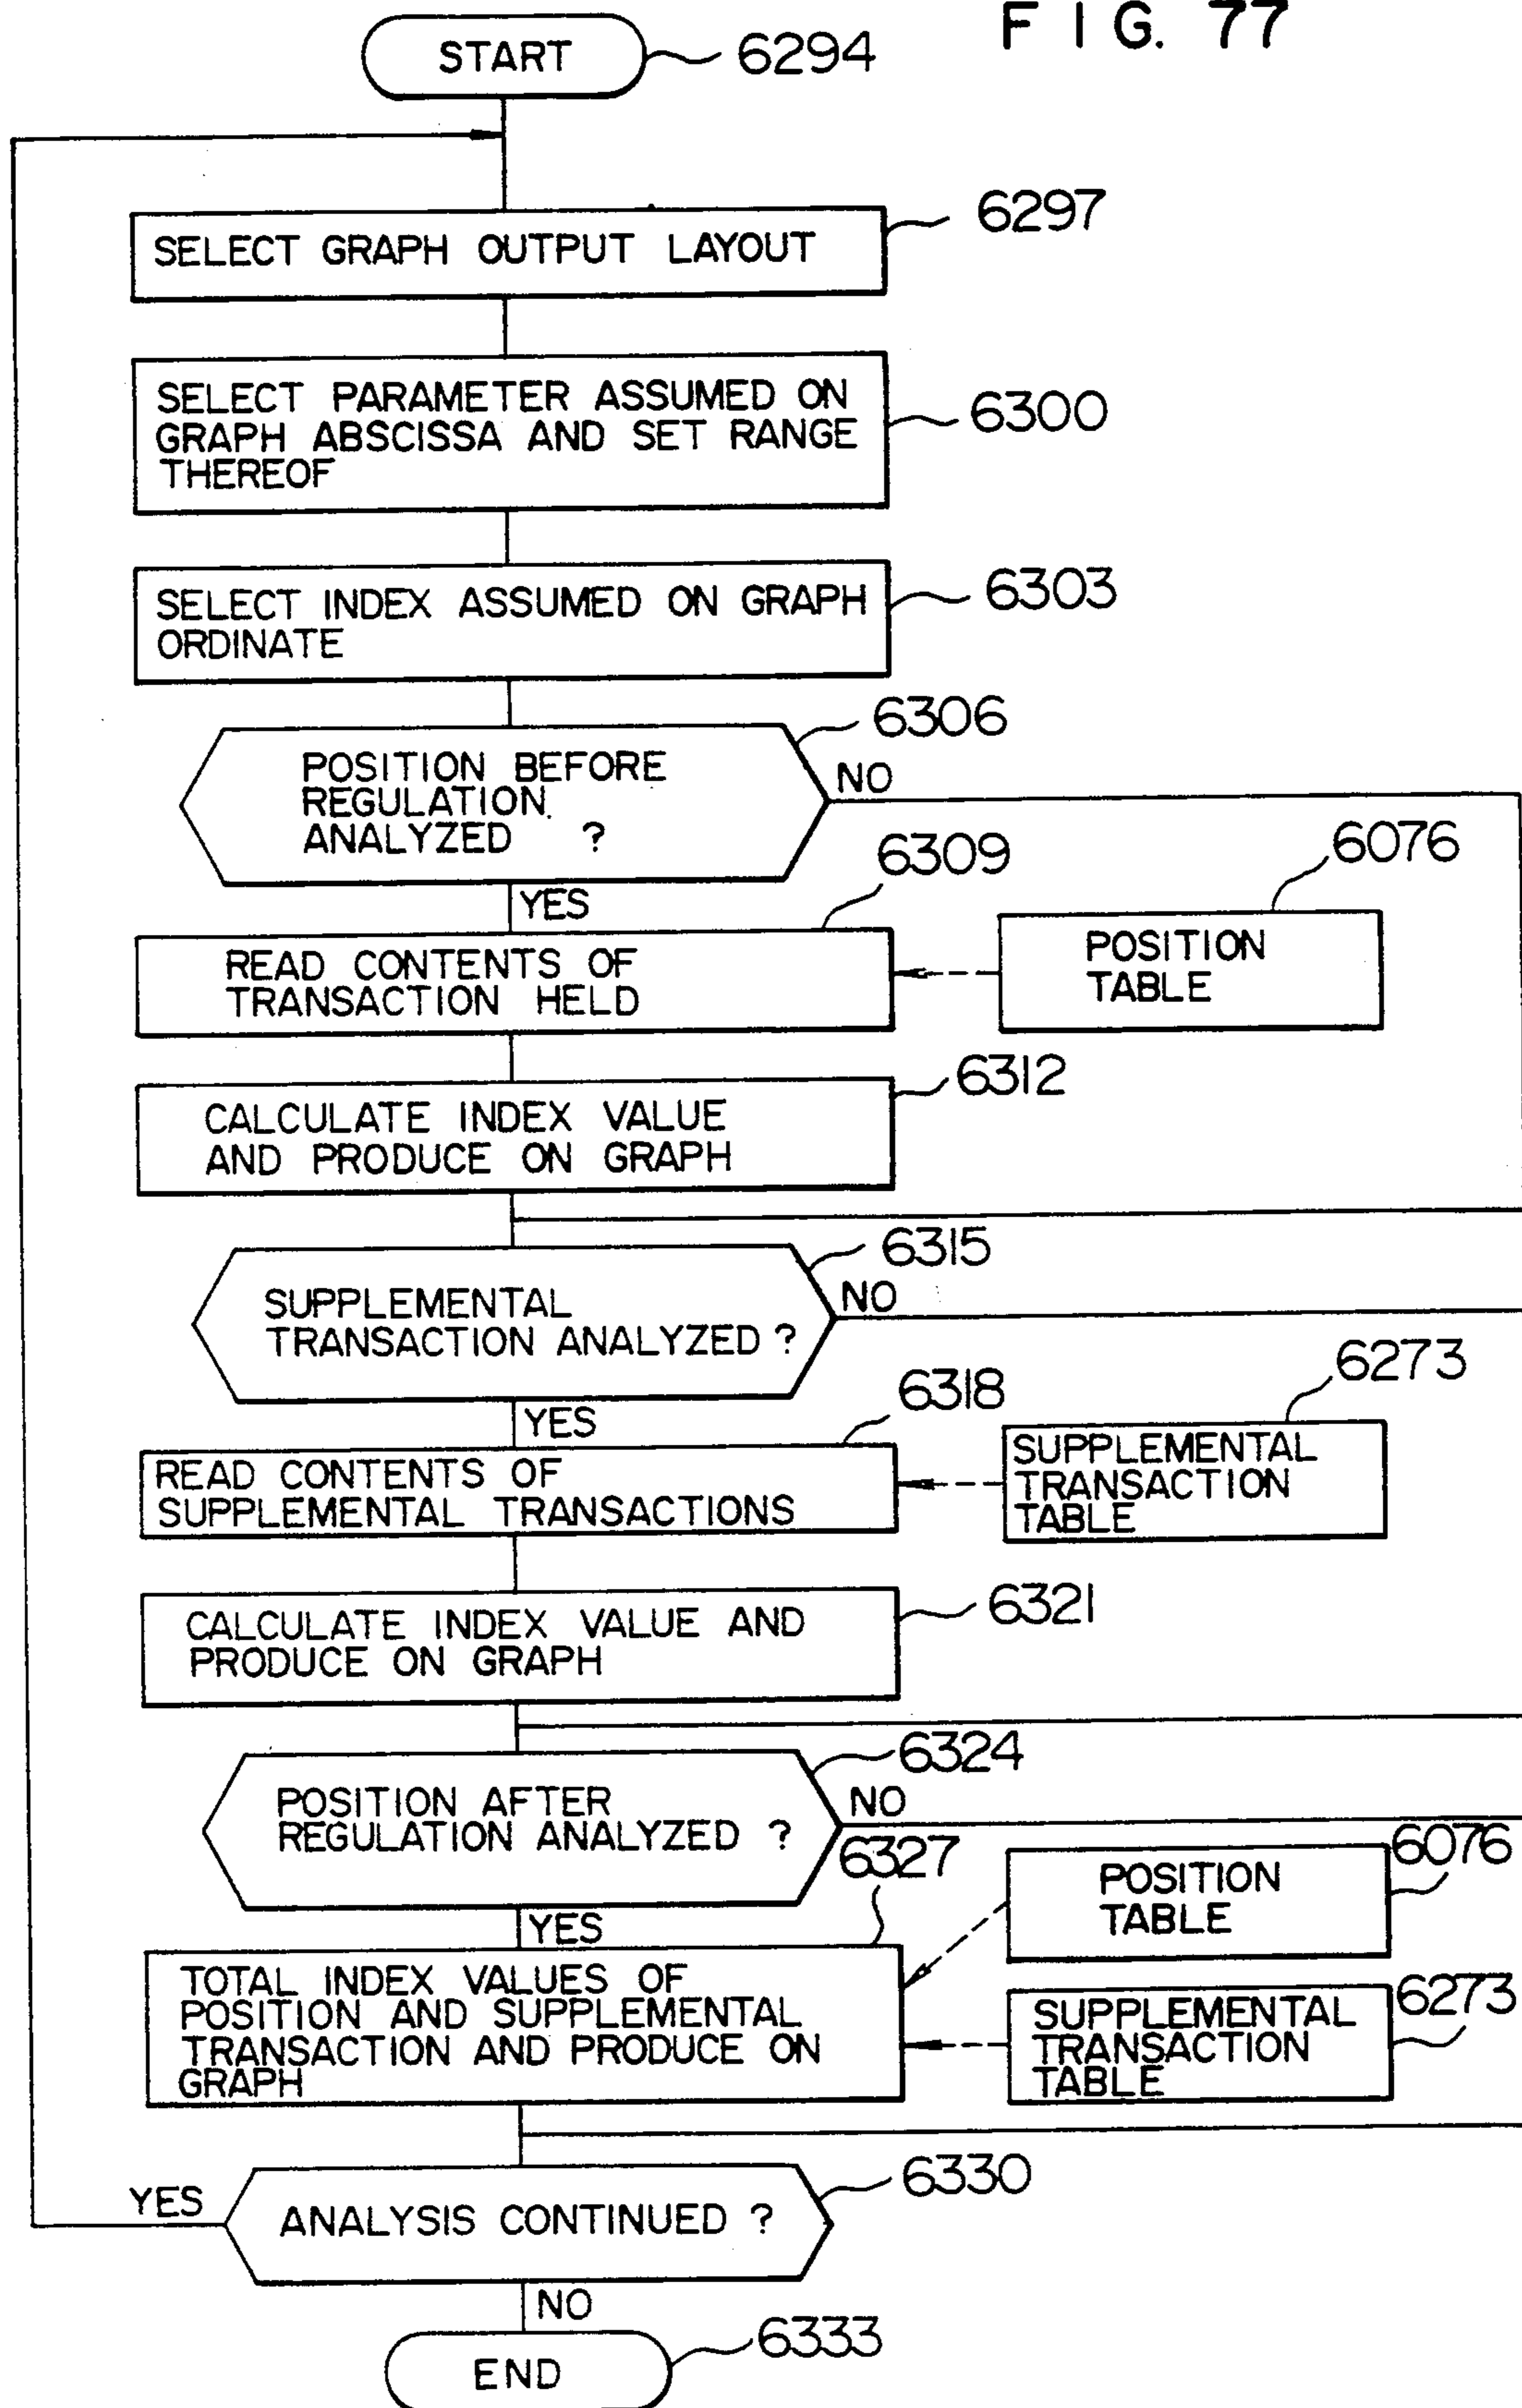 FIG. 77
START
6294
6297
SELECT GRAPH OUTPUT LAYOUT
SELECT PARAMETER ASSUMED ON
GRAPH ABSCISSA AND SET RANGE
THEREOF
6300
SELECT INDEX ASSUMED ON GRAPH
ORDINATE
6303
6306
POSITION BEFORE
REGULATION.
ANALYZED ?
NO
YES
6309
6076
READ CONTENTS OF
TRANSACTION HELD
POSITION
TABLE
6312
CALCULATE INDEX VALUE
AND PRODUCE ON GRAPH
6315
SUPPLEMENTAL
TRANSACTION ANALYZED ?
NO
YES
6318
6273
READ CONTENTS OF
SUPPLEMENTAL TRANSACTIONS
SUPPLEMENTAL
TRANSACTION
TABLE
CALCULATE INDEX VALUE AND
PRODUCE ON GRAPH
6321
6324
POSITION AFTER
REGULATION ANALYZED ?
NO
YES
6327
6076
POSITION
TABLE
TOTAL INDEX VALUES OF
POSITION AND SUPPLEMENTAL
TRANSACTION AND PRODUCE ON
GRAPH
6273
SUPPLEMENTAL
TRANSACTION
TABLE
6330
YES
ANALYSIS CONTINUED ?
NO
6333
END